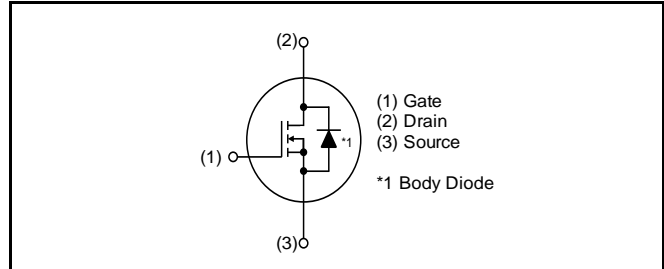 (2)
(1) Gate
(2) Drain
(3) Source
*1
(1)
*1 Body Diode
(3)